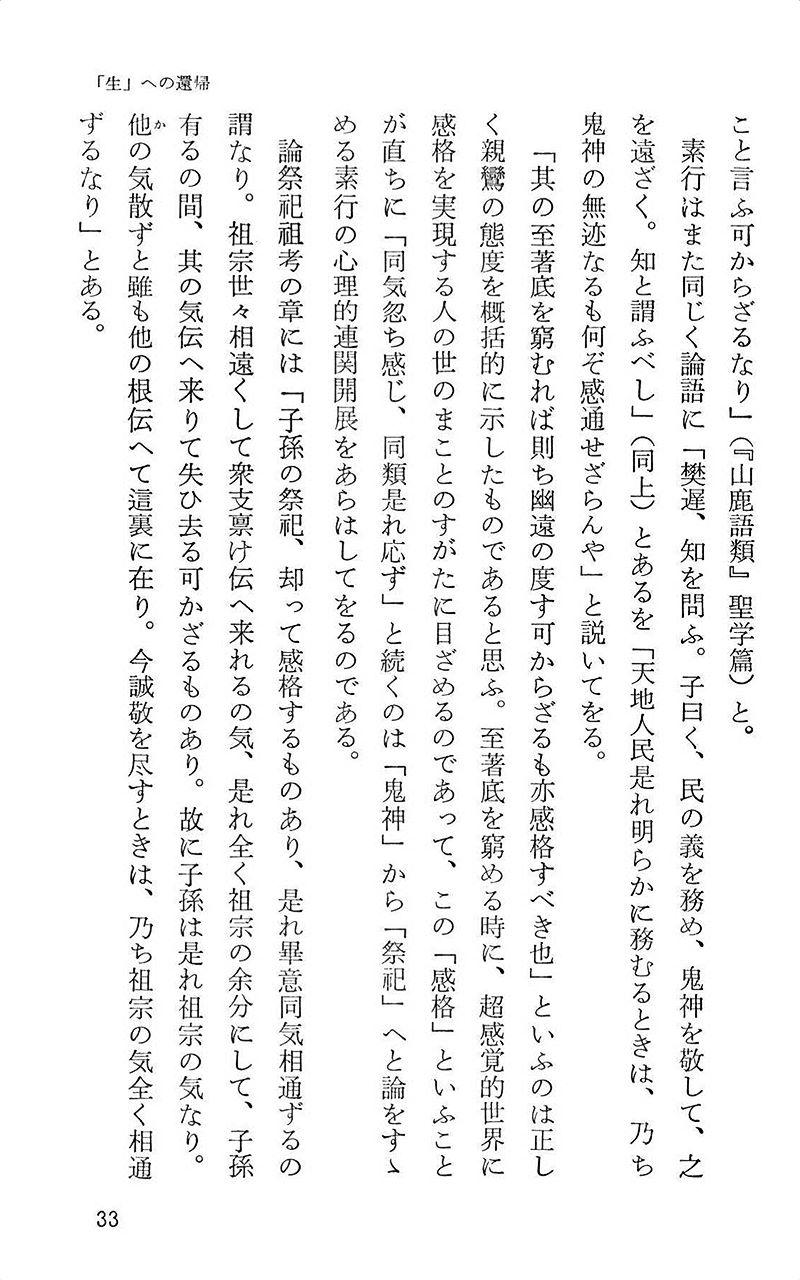 「生」への還帰
こと言ふ可からざるなり」(『山鹿語類』聖学篇)と。
素行はまた同じく論語に「樊遅、知を問ふ。子曰く、民の義を務め、鬼神を敬して、之
を遠ざく。知と謂ふべし」(同上)とあるを「天地人民是れ明らかに務むるときは、乃ち
鬼神の無迹なるも何ぞ感通せざらんや」と説いてをる。
「其の至著底を窮むれば則ち幽遠の度す可からざるも亦感格すべき也」といふのは正し
く親鸞の態度を概括的に示したものであると思ふ。至著底を窮める時に、超感覚的世界に
感格を実現する人の世のまことのすがたに目ざめるのであって、この「感格」といふこと
が直ちに「同気忽ち感じ、同類是れ応ず」と続くのは「鬼神」から「祭祀」へと論をすゝ
める素行の心理的連関開展をあらはしてをるのである。
論祭祀祖考の章には「子孫の祭祀、却って感格するものあり、是れ畢意同気相通ずるの
謂なり。祖宗世々相遠くして衆支禀け伝へ来れるの気、是れ全く祖宗の余分にして、子孫
有るの間、其の気伝へ来りて失ひ去る可かざるものあり。故に子孫は是れ祖宗の気なり。
他かの気散ずと雖も他の根伝へて這裏に在り。今誠敬を尽すときは、乃ち祖宗の気全く相通
ずるなり」とある。
33